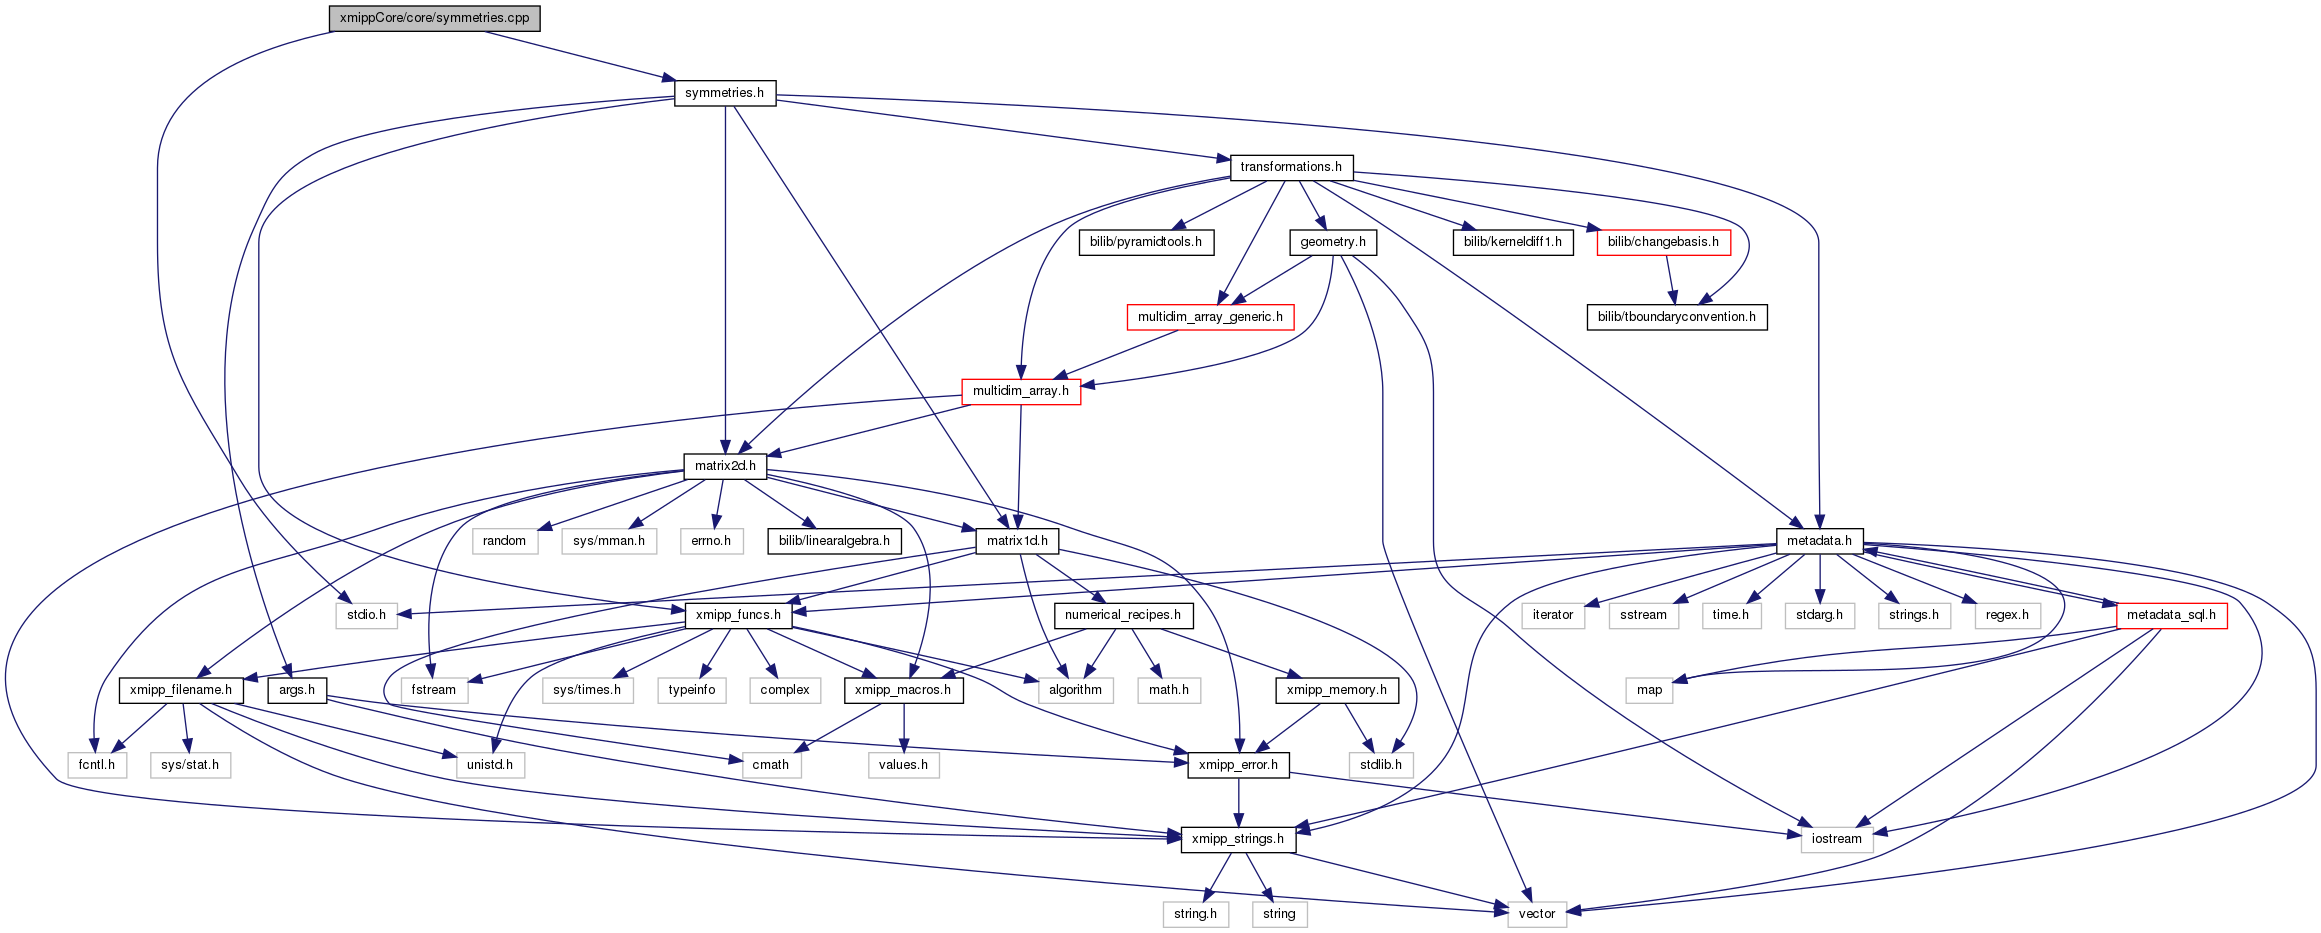 xmippCore/core/symmetries.cpp
symmetries.h
transformations.h
bilib/pyramidtools.h
geometry.h
bilib/kerneldiff1.h
bilib/changebasis.h
multidim_array_generic.h
bilib/tboundaryconvention.h
multidim_array.h
matrix2d.h
random
sys/mman.h
errno.h
bilib/linearalgebra.h
matrix1d.h
metadata.h
stdio.h
xmipp_funcs.h
numerical_recipes.h
iterator
sstream
time.h
stdarg.h
strings.h
regex.h
metadata_sql.h
xmipp_filename.h
args.h
fstream
sys/times.h
typeinfo
complex
xmipp_macros.h
algorithm
math.h
xmipp_memory.h
map
fcntl.h
sys/stat.h
unistd.h
cmath
values.h
xmipp_error.h
stdlib.h
xmipp_strings.h
iostream
string.h
string
vector